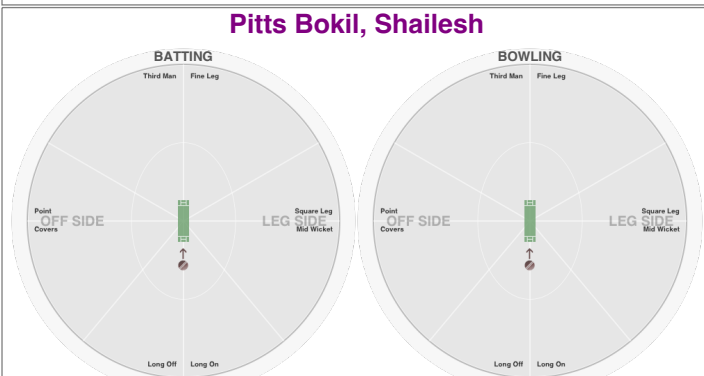 Pitts Bokil, Shailesh
BATTING
Third Man Fine Leg
Point
OFF SIDE
Covers
Square Leg
LEG SIDE
Mid Wicket
Long Off Long On
BOWLING
Third Man Fine Leg
Point
OFF SIDE
Covers
Square Leg
LEG SIDE
Mid Wicket
Long Off Long On